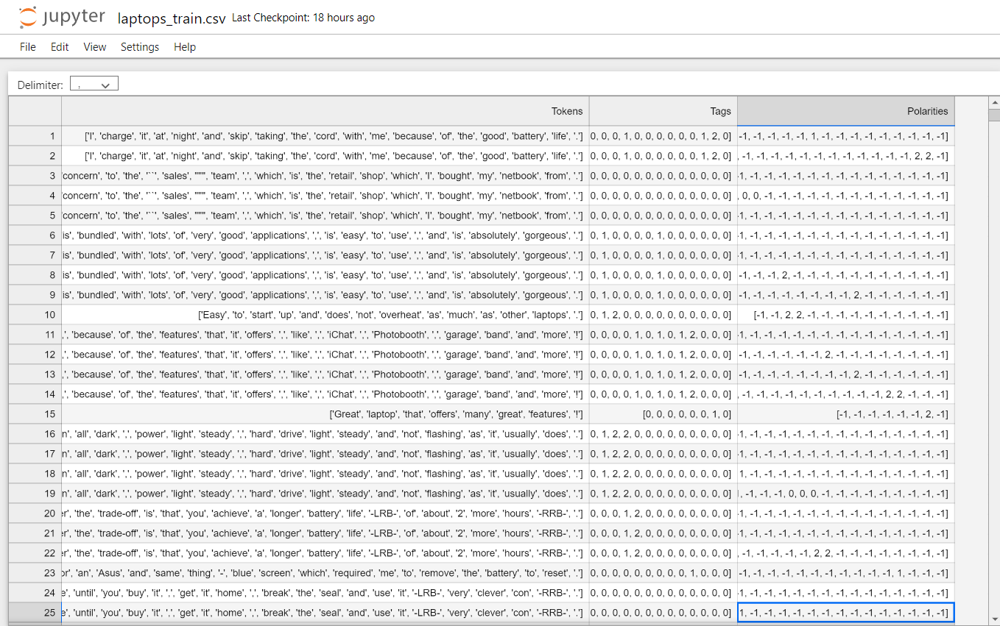 jupyter laptops_train.csv Last Checkpoint: 18 hours ago
File Edit View Settings Help
Delimiter: ,
Tokens Tags Polarities
1 ['I', 'charge', 'it', 'at', 'night', 'and', 'skip', 'taking', 'the', 'cord', 'with', 'me', 'because', 'of', 'the', 'good', 'battery', 'life', '.'] 0, 0, 0, 1, 0, 0, 0, 0, 0, 0, 1, 2, 0] -1, -1, -1, -1, -1, 1, -1, -1, -1, -1, -1, -1, -1, -1, -1]
2 ['I', 'charge', 'it', 'at', 'night', 'and', 'skip', 'taking', 'the', 'cord', 'with', 'me', 'because', 'of', 'the', 'good', 'battery', 'life', '.'] 0, 0, 0, 1, 0, 0, 0, 0, 0, 0, 1, 2, 0] , -1, -1, -1, -1, -1, -1, -1, -1, -1, -1, -1, -1, 2, 2, -1]
3 'concern', 'to', 'the', '``', 'sales', '""', 'team', ',', 'which', 'is', 'the', 'retail', 'shop', 'which', 'I', 'bought', 'my', 'netbook', 'from', '.'] 0, 0, 0, 0, 0, 0, 0, 0, 0, 0, 0, 0, 0] -1, -1, -1, -1, -1, -1, -1, -1, -1, -1, -1, -1, -1, -1, -1]
4 'concern', 'to', 'the', '``', 'sales', '""', 'team', ',', 'which', 'is', 'the', 'retail', 'shop', 'which', 'I', 'bought', 'my', 'netbook', 'from', '.'] 0, 0, 0, 0, 0, 0, 0, 0, 0, 0, 0, 0, 0] , 0, 0, -1, -1, -1, -1, -1, -1, -1, -1, -1, -1, -1, -1, -1]
5 'concern', 'to', 'the', '``', 'sales', '""', 'team', ',', 'which', 'is', 'the', 'retail', 'shop', 'which', 'I', 'bought', 'my', 'netbook', 'from', '.'] 0, 0, 0, 0, 0, 0, 0, 0, 0, 0, 0, 0, 0] -1, -1, -1, -1, -1, -1, -1, -1, -1, -1, -1, -1, -1, -1, -1]
6 is', 'bundled', 'with', 'lots', 'of', 'very', 'good', 'applications', ',', 'is', 'easy', 'to', 'use', ',', 'and', 'is', 'absolutely', 'gorgeous', '.'] 0, 1, 0, 0, 0, 0, 1, 0, 0, 0, 0, 0, 0] -1, -1, -1, -1, -1, -1, -1, -1, -1, -1, -1, -1, -1, -1, -1]
7 is', 'bundled', 'with', 'lots', 'of', 'very', 'good', 'applications', ',', 'is', 'easy', 'to', 'use', ',', 'and', 'is', 'absolutely', 'gorgeous', '.'] 0, 1, 0, 0, 0, 0, 1, 0, 0, 0, 0, 0, 0] -1, -1, -1, -1, -1, -1, -1, -1, -1, -1, -1, -1, -1, -1, -1]
8 is', 'bundled', 'with', 'lots', 'of', 'very', 'good', 'applications', ',', 'is', 'easy', 'to', 'use', ',', 'and', 'is', 'absolutely', 'gorgeous', '.'] 0, 1, 0, 0, 0, 0, 1, 0, 0, 0, 0, 0, 0] -1, -1, -1, 2, -1, -1, -1, -1, -1, -1, -1, -1, -1, -1, -1]
9 is', 'bundled', 'with', 'lots', 'of', 'very', 'good', 'applications', ',', 'is', 'easy', 'to', 'use', ',', 'and', 'is', 'absolutely', 'gorgeous', '.'] 0, 1, 0, 0, 0, 0, 1, 0, 0, 0, 0, 0, 0] -1, -1, -1, -1, -1, -1, -1, -1, 2, -1, -1, -1, -1, -1, -1]
10 ['Easy', 'to', 'start', 'up', 'and', 'does', 'not', 'overheat', 'as', 'much', 'as', 'other', 'laptops', '.'] 0, 1, 2, 0, 0, 0, 0, 0, 0, 0, 0, 0, 0] [-1, -1, 2, 2, -1, -1, -1, -1, -1, -1, -1, -1, -1, -1]
11 ,', 'because', 'of', 'the', 'features', 'that', 'it', 'offers', ',', 'like', ',', 'iChat', ',', 'Photobooth', ',', 'garage', 'band', 'and', 'more', '!'] 0, 0, 0, 0, 1, 0, 1, 0, 1, 2, 0, 0, 0] -1, -1, -1, -1, -1, -1, -1, -1, -1, -1, -1, -1, -1, -1, -1]
12 ,', 'because', 'of', 'the', 'features', 'that', 'it', 'offers', ',', 'like', ',', 'iChat', ',', 'Photobooth', ',', 'garage', 'band', 'and', 'more', '!'] 0, 0, 0, 0, 1, 0, 1, 0, 1, 2, 0, 0, 0] -1, -1, -1, -1, -1, -1, 2, -1, -1, -1, -1, -1, -1, -1, -1]
13 ,', 'because', 'of', 'the', 'features', 'that', 'it', 'offers', ',', 'like', ',', 'iChat', ',', 'Photobooth', ',', 'garage', 'band', 'and', 'more', '!'] 0, 0, 0, 0, 1, 0, 1, 0, 1, 2, 0, 0, 0] -1, -1, -1, -1, -1, -1, -1, -1, 2, -1, -1, -1, -1, -1, -1]
14 ,', 'because', 'of', 'the', 'features', 'that', 'it', 'offers', ',', 'like', ',', 'iChat', ',', 'Photobooth', ',', 'garage', 'band', 'and', 'more', '!'] 0, 0, 0, 0, 1, 0, 1, 0, 1, 2, 0, 0, 0] , -1, -1, -1, -1, -1, -1, -1, -1, -1, -1, 2, 2, -1, -1, -1, -1]
15 ['Great', 'laptop', 'that', 'offers', 'many', 'great', 'features', '!'] [0, 0, 0, 0, 0, 0, 1, 0] [-1, -1, -1, -1, -1, -1, 2, -1]
16 n', 'all', 'dark', ',', 'power', 'light', 'steady', ',', 'hard', 'drive', 'light', 'steady', 'and', 'not', 'flashing', 'as', 'it', 'usually', 'does', '.'] 0, 1, 2, 2, 0, 0, 0, 0, 0, 0, 0, 0, 0] -1, -1, -1, -1, -1, -1, -1, -1, -1, -1, -1, -1, -1, -1, -1]
17 n', 'all', 'dark', ',', 'power', 'light', 'steady', ',', 'hard', 'drive', 'light', 'steady', 'and', 'not', 'flashing', 'as', 'it', 'usually', 'does', '.'] 0, 1, 2, 2, 0, 0, 0, 0, 0, 0, 0, 0, 0] -1, -1, -1, -1, -1, -1, -1, -1, -1, -1, -1, -1, -1, -1, -1]
18 n', 'all', 'dark', ',', 'power', 'light', 'steady', ',', 'hard', 'drive', 'light', 'steady', 'and', 'not', 'flashing', 'as', 'it', 'usually', 'does', '.'] 0, 1, 2, 2, 0, 0, 0, 0, 0, 0, 0, 0, 0] -1, -1, -1, -1, -1, -1, -1, -1, -1, -1, -1, -1, -1, -1, -1]
19 n', 'all', 'dark', ',', 'power', 'light', 'steady', ',', 'hard', 'drive', 'light', 'steady', 'and', 'not', 'flashing', 'as', 'it', 'usually', 'does', '.'] 0, 1, 2, 2, 0, 0, 0, 0, 0, 0, 0, 0, 0] 1, -1, -1, -1, 0, 0, 0, -1, -1, -1, -1, -1, -1, -1, -1, -1]
20 er', 'the', 'trade-off', 'is', 'that', 'you', 'achieve', 'a', 'longer', 'battery', 'life', '-LRB-', 'of', 'about', '2', 'more', 'hours', '-RRB-', '.'] 0, 0, 0, 1, 2, 0, 0, 0, 0, 0, 0, 0, 0] -1, -1, -1, -1, -1, -1, -1, -1, -1, -1, -1, -1, -1, -1, -1]
21 er', 'the', 'trade-off', 'is', 'that', 'you', 'achieve', 'a', 'longer', 'battery', 'life', '-LRB-', 'of', 'about', '2', 'more', 'hours', '-RRB-', '.'] 0, 0, 0, 1, 2, 0, 0, 0, 0, 0, 0, 0, 0] -1, -1, -1, -1, -1, -1, -1, -1, -1, -1, -1, -1, -1, -1, -1]
22 er', 'the', 'trade-off', 'is', 'that', 'you', 'achieve', 'a', 'longer', 'battery', 'life', '-LRB-', 'of', 'about', '2', 'more', 'hours', '-RRB-', '.'] 0, 0, 0, 1, 2, 0, 0, 0, 0, 0, 0, 0, 0] , -1, -1, -1, -1, -1, 2, 2, -1, -1, -1, -1, -1, -1, -1, -1]
23 or', 'an', 'Asus', 'and', 'same', 'thing', '-', 'blue', 'screen', 'which', 'required', 'me', 'to', 'remove', 'the', 'battery', 'to', 'reset', '.'] 0, 0, 0, 0, 0, 0, 0, 0, 0, 1, 0, 0, 0] -1, -1, -1, -1, -1, -1, -1, -1, -1, -1, -1, 1, -1, -1, -1]
24 e', 'until', 'you', 'buy', 'it', ',', 'get', 'it', 'home', ',', 'break', 'the', 'seal', 'and', 'use', 'it', '-LRB-', 'very', 'clever', 'con', '-RRB-', '.'] 0, 0, 0, 0, 0, 0, 0, 0, 0, 0, 0, 0, 0] -1, -1, -1, -1, -1, -1, -1, -1, -1, -1, -1, -1, -1, -1, -1]
25 e', 'until', 'you', 'buy', 'it', ',', 'get', 'it', 'home', ',', 'break', 'the', 'seal', 'and', 'use', 'it', '-LRB-', 'very', 'clever', 'con', '-RRB-', '.'] 0, 0, 0, 0, 0, 0, 0, 0, 0, 0, 0, 0, 0] 1, -1, -1, -1, -1, -1, -1, -1, -1, -1, -1, -1, -1, -1, -1]